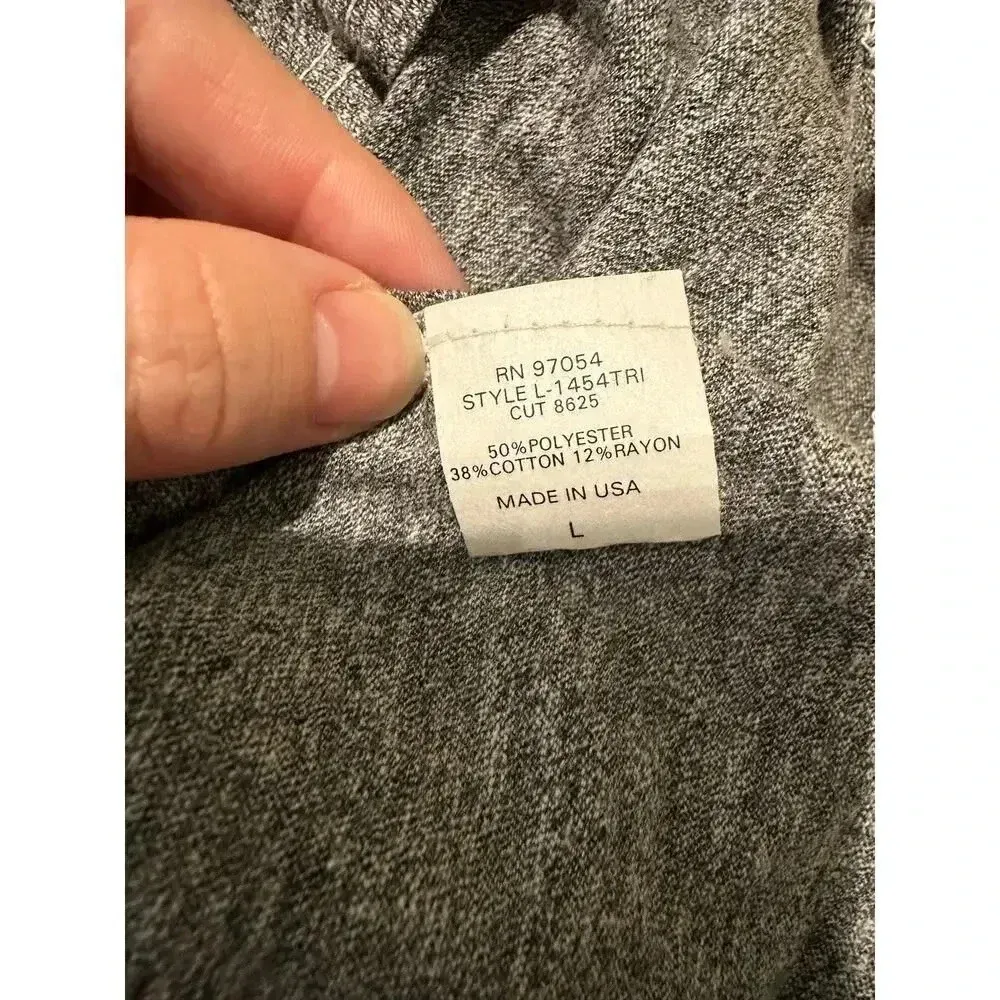 RN 97054
STYLE L-1454TRI
CUT 8625
50%POLYESTER
38%COTTON 12%RAYON
MADE IN USA
L